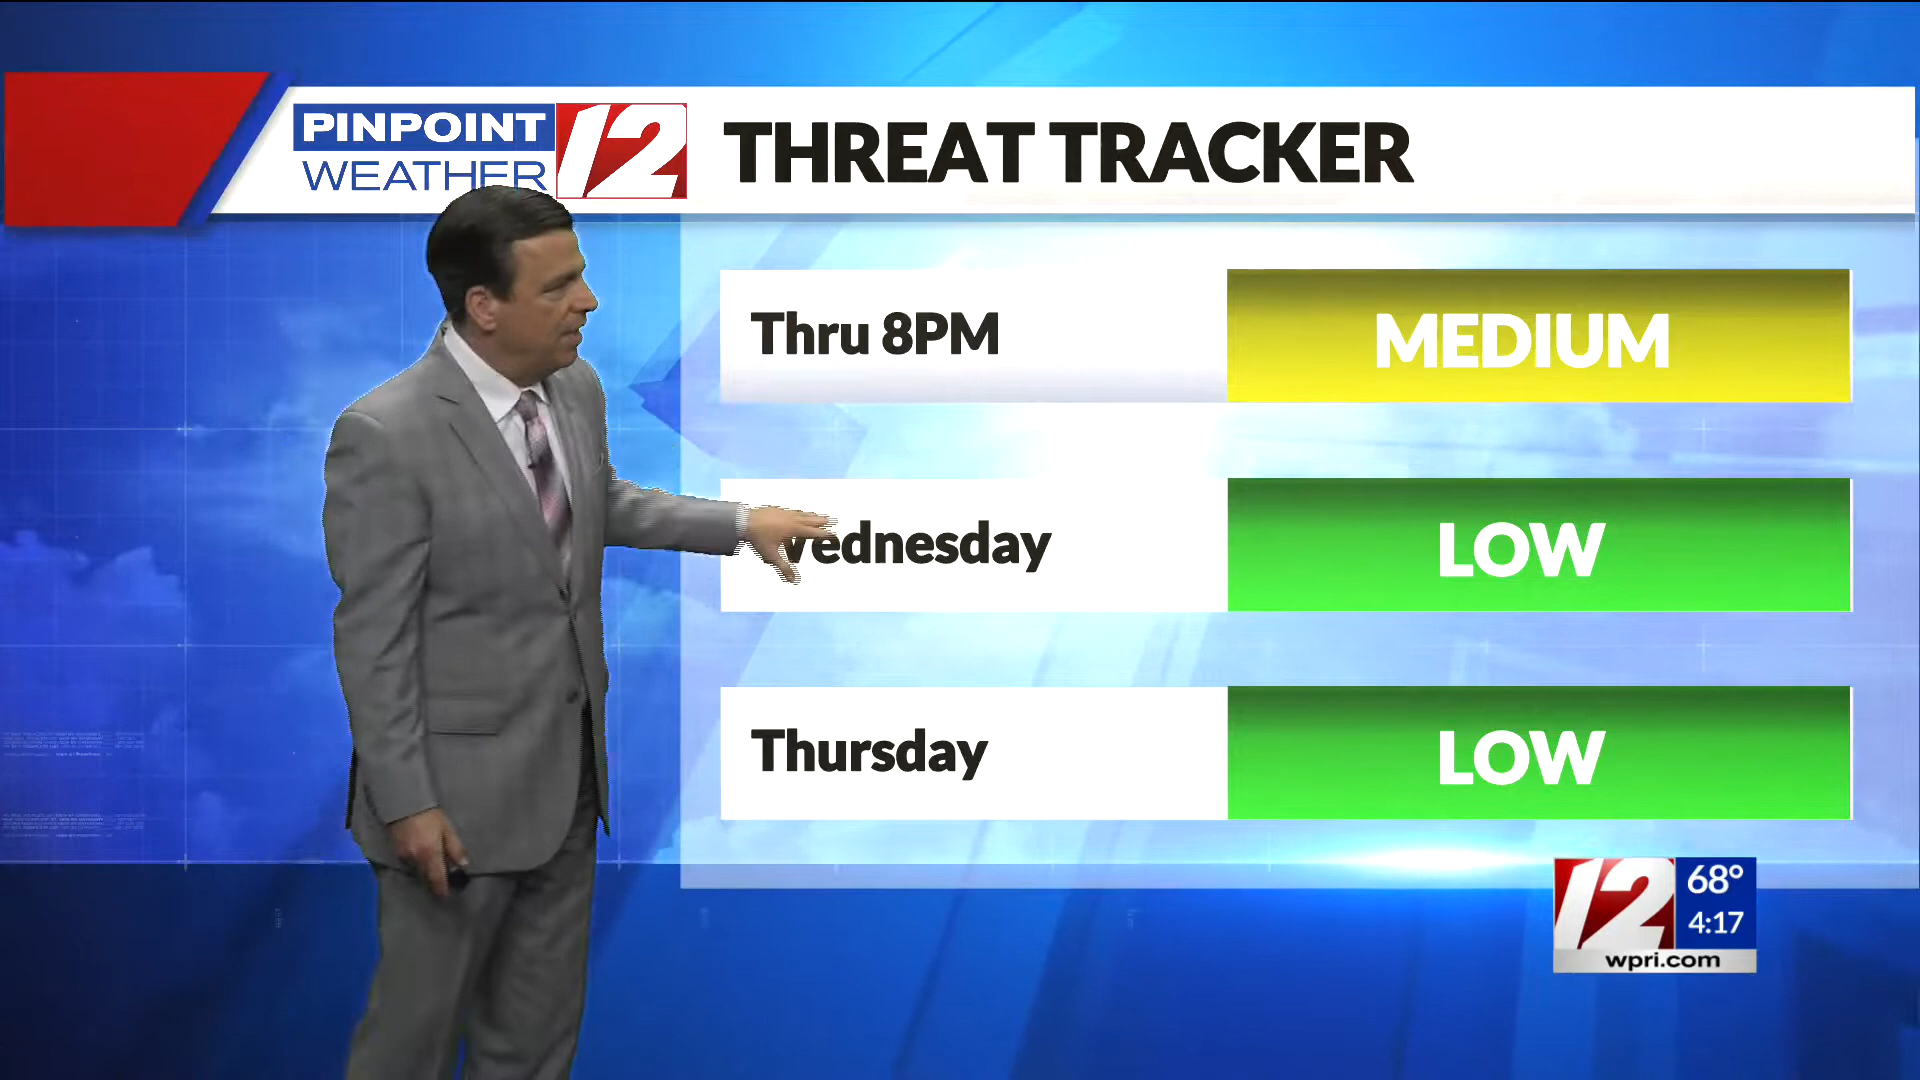 PINPOINT
WEATHER
12
THREAT TRACKER
Thru 8PM
MEDIUM
Wednesday
LOW
Thursday
LOW
12
68°
4:17
wpri.com